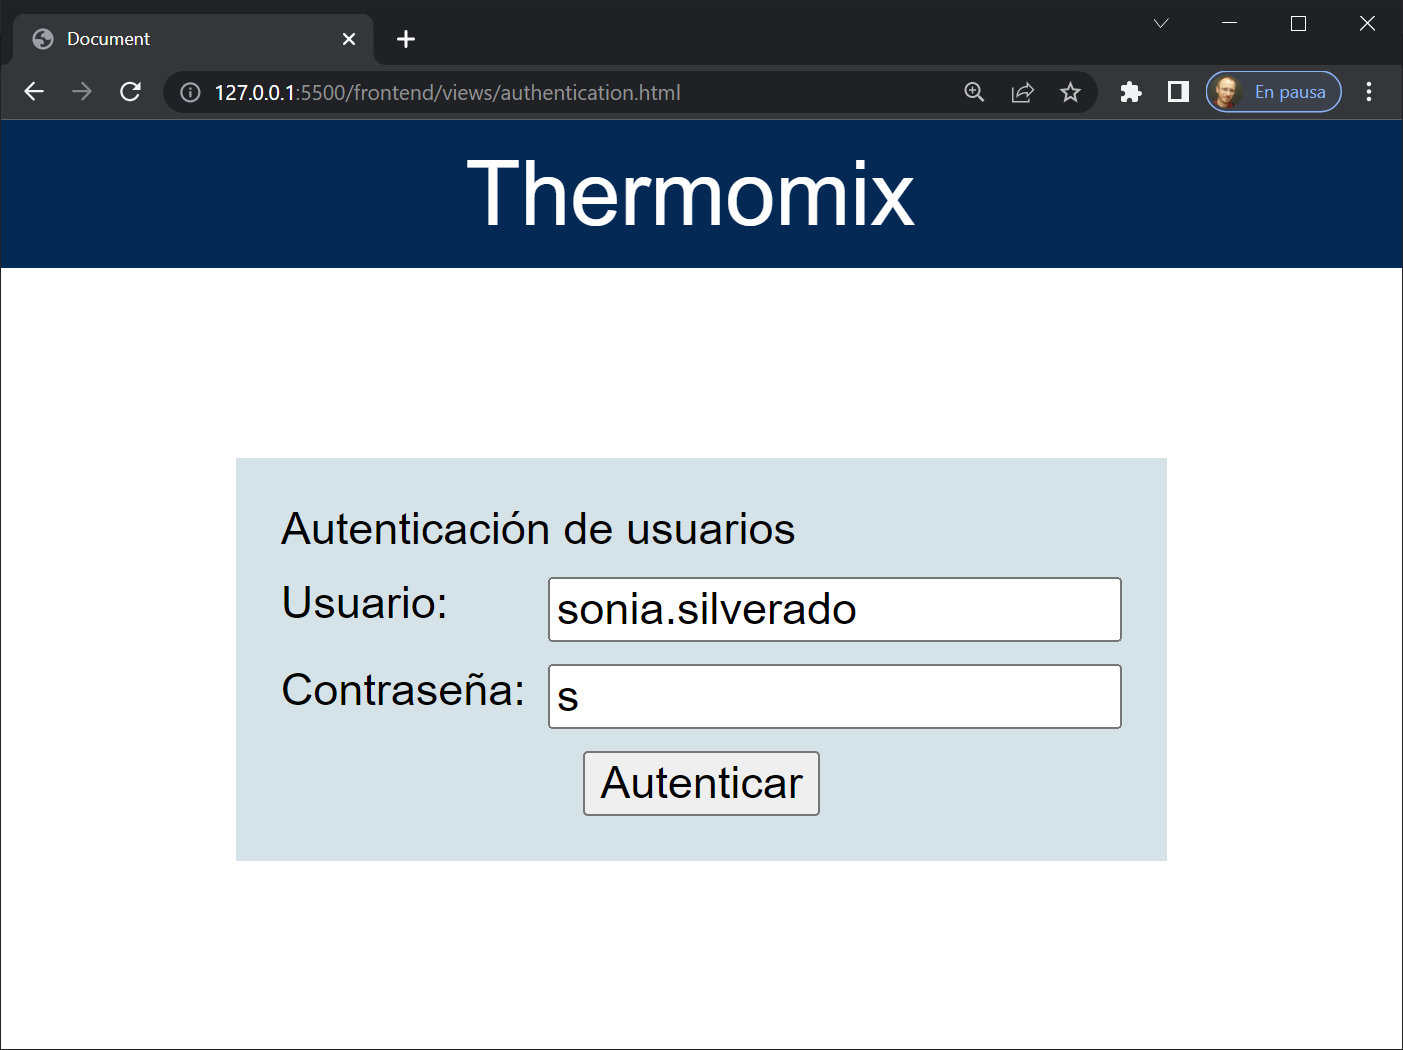 Document
127.0.0.1:5500/frontend/views/authentication.html
En pausa
Thermomix
Autenticación de usuarios
Usuario: sonia.silverado
Contraseña: s
Autenticar